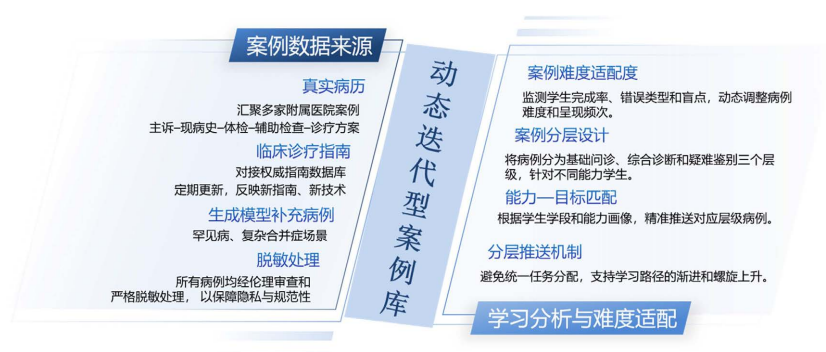 案例数据来源
真实病历
汇聚多家附属医院案例
主诉–现病史–体检–辅助检查–诊疗方案
临床诊疗指南
对接权威指南数据库
定期更新，反映新指南、新技术
生成模型补充病例
罕见病、复杂合并症场景
脱敏处理
所有病例均经伦理审查和
严格脱敏处理， 以保障隐私与规范性
动态迭代型案例库
案例难度适配度
监测学生完成率、错误类型和盲点，动态调整病例
难度和呈现频次。
案例分层设计
将病例分为基础问诊、综合诊断和疑难鉴别三个层
级，针对不同能力学生。
能力—目标匹配
根据学生学段和能力画像，精准推送对应层级病例。
分层推送机制
避免统一任务分配，支持学习路径的渐进和螺旋上升。
学习分析与难度适配